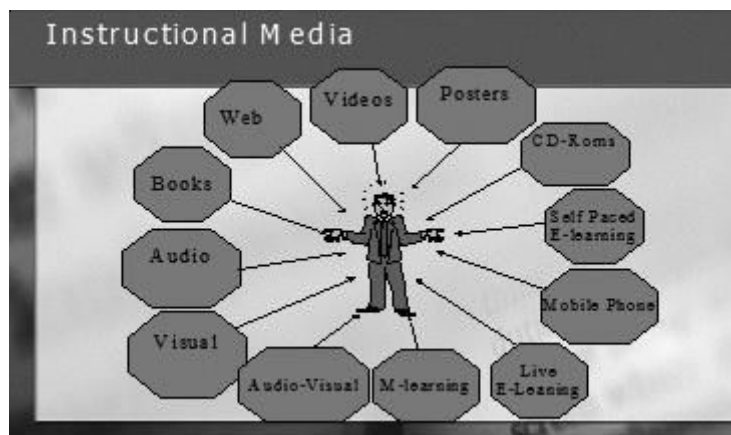 Instructional Media
Videos
Posters
Web
CD-Roms
Books
Self Paced
E-learning
Audio
Mobile Phone
Visual
Live
E-Leaning
Audio-Visual
M-learning